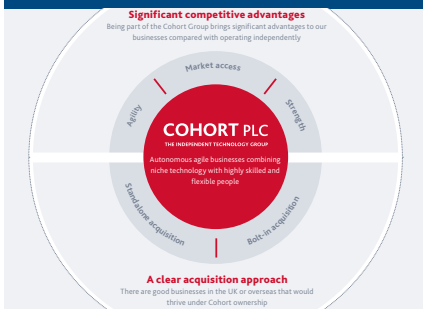 Significant competitive advantages
Being part of the Cohort Group brings significant advantages to our
businesses compared with operating independently
Market access
Agility
Strength
COHORT PLC
THE INDEPENDENT TECHNOLOGY GROUP
Autonomous agile businesses combining
niche technology with highly skilled and
flexible people
Standalone acquisition
Bolt-in acquisition
A clear acquisition approach
There are good businesses in the UK or overseas that would
thrive under Cohort ownership